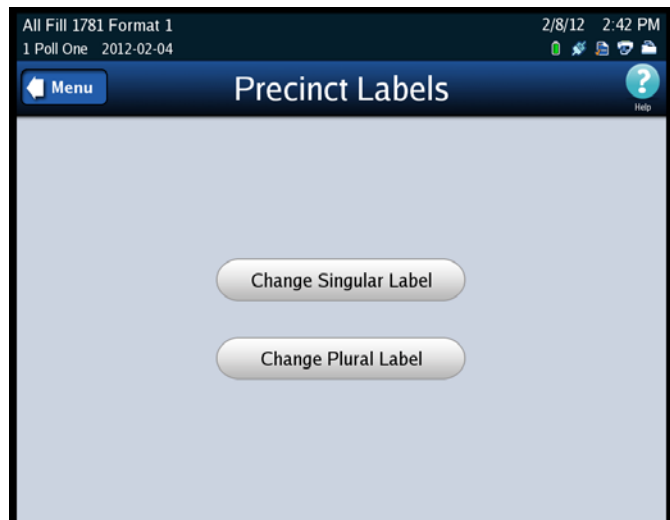 All Fill 1781 Format 1
2/8/12 2:42 PM
1 Poll One 2012-02-04
Menu
Precinct Labels
Help
Change Singular Label
Change Plural Label